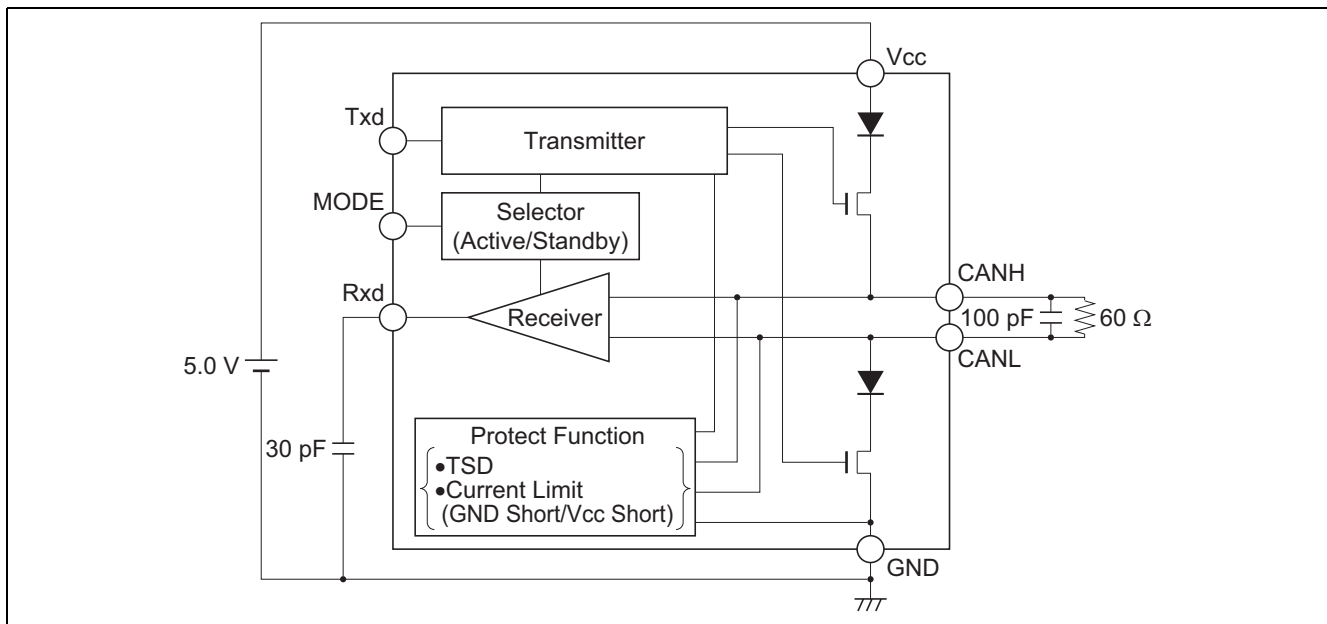 Vcc
Txd
Transmitter
MODE
Selector
(Active/Standby)
CANH
Rxd
Receiver
100 pF
60 Ω
CANL
5.0 V
Protect Function
30 pF
•TSD
•Current Limit
(GND Short/Vcc Short)
GND